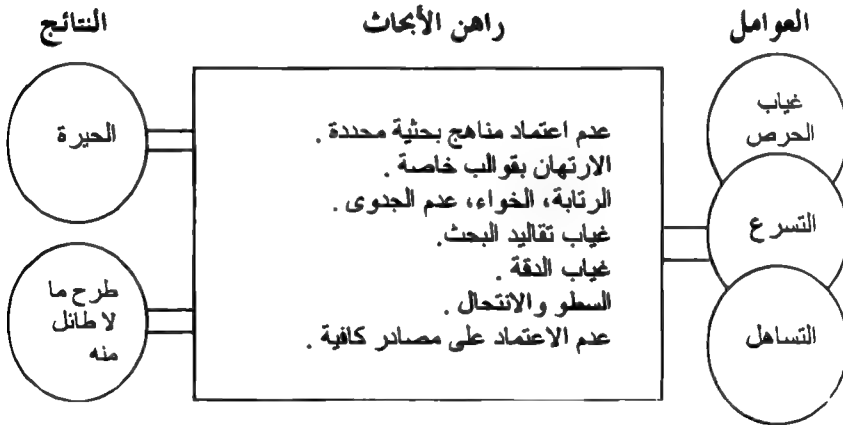 العوامل
راهن الأبحاث
النتائج
غياب
الحرص
التسرع
التساهل
عدم اعتماد مناهج بحثية محددة .
الارتهان بقوالب خاصة .
الرتابة، الخواء، عدم الجدوى .
غياب تقاليد البحث.
غياب الدقة .
السطو والانتحال .
عدم الاعتماد على مصادر كافية .
الحيرة
طرح ما
لا طائل
منه